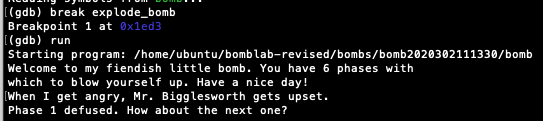 Reading symbols from bomb...
(gdb) break explode_bomb
Breakpoint 1 at 0x1ed3
(gdb) run
Starting program: /home/ubuntu/bomblab-revised/bombs/bomb2020302111330/bomb
Welcome to my fiendish little bomb. You have 6 phases with
which to blow yourself up. Have a nice day!
When I get angry, Mr. Bigglesworth gets upset.
Phase 1 defused. How about the next one?